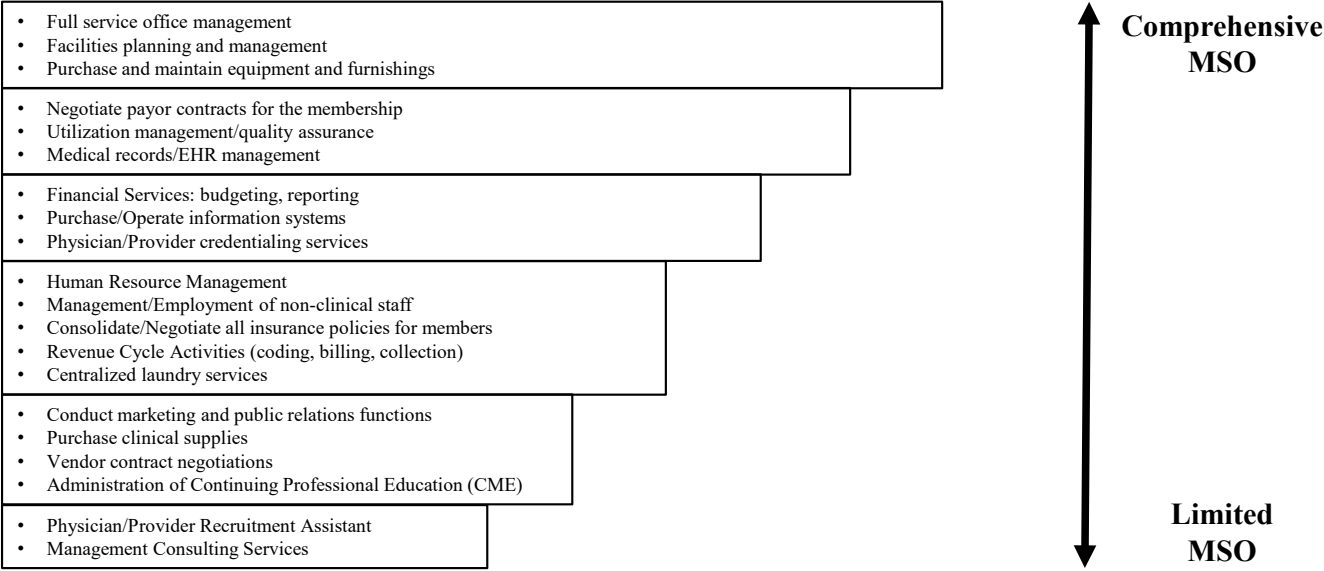 • Full service office management
• Facilities planning and management
• Purchase and maintain equipment and furnishings
• Negotiate payor contracts for the membership
• Utilization management/quality assurance
• Medical records/EHR management
• Financial Services: budgeting, reporting
• Purchase/Operate information systems
• Physician/Provider credentialing services
• Human Resource Management
• Management/Employment of non-clinical staff
• Consolidate/Negotiate all insurance policies for members
• Revenue Cycle Activities (coding, billing, collection)
• Centralized laundry services
• Conduct marketing and public relations functions
• Purchase clinical supplies
• Vendor contract negotiations
• Administration of Continuing Professional Education (CME)
• Physician/Provider Recruitment Assistant
• Management Consulting Services
Comprehensive
MSO
Limited
MSO